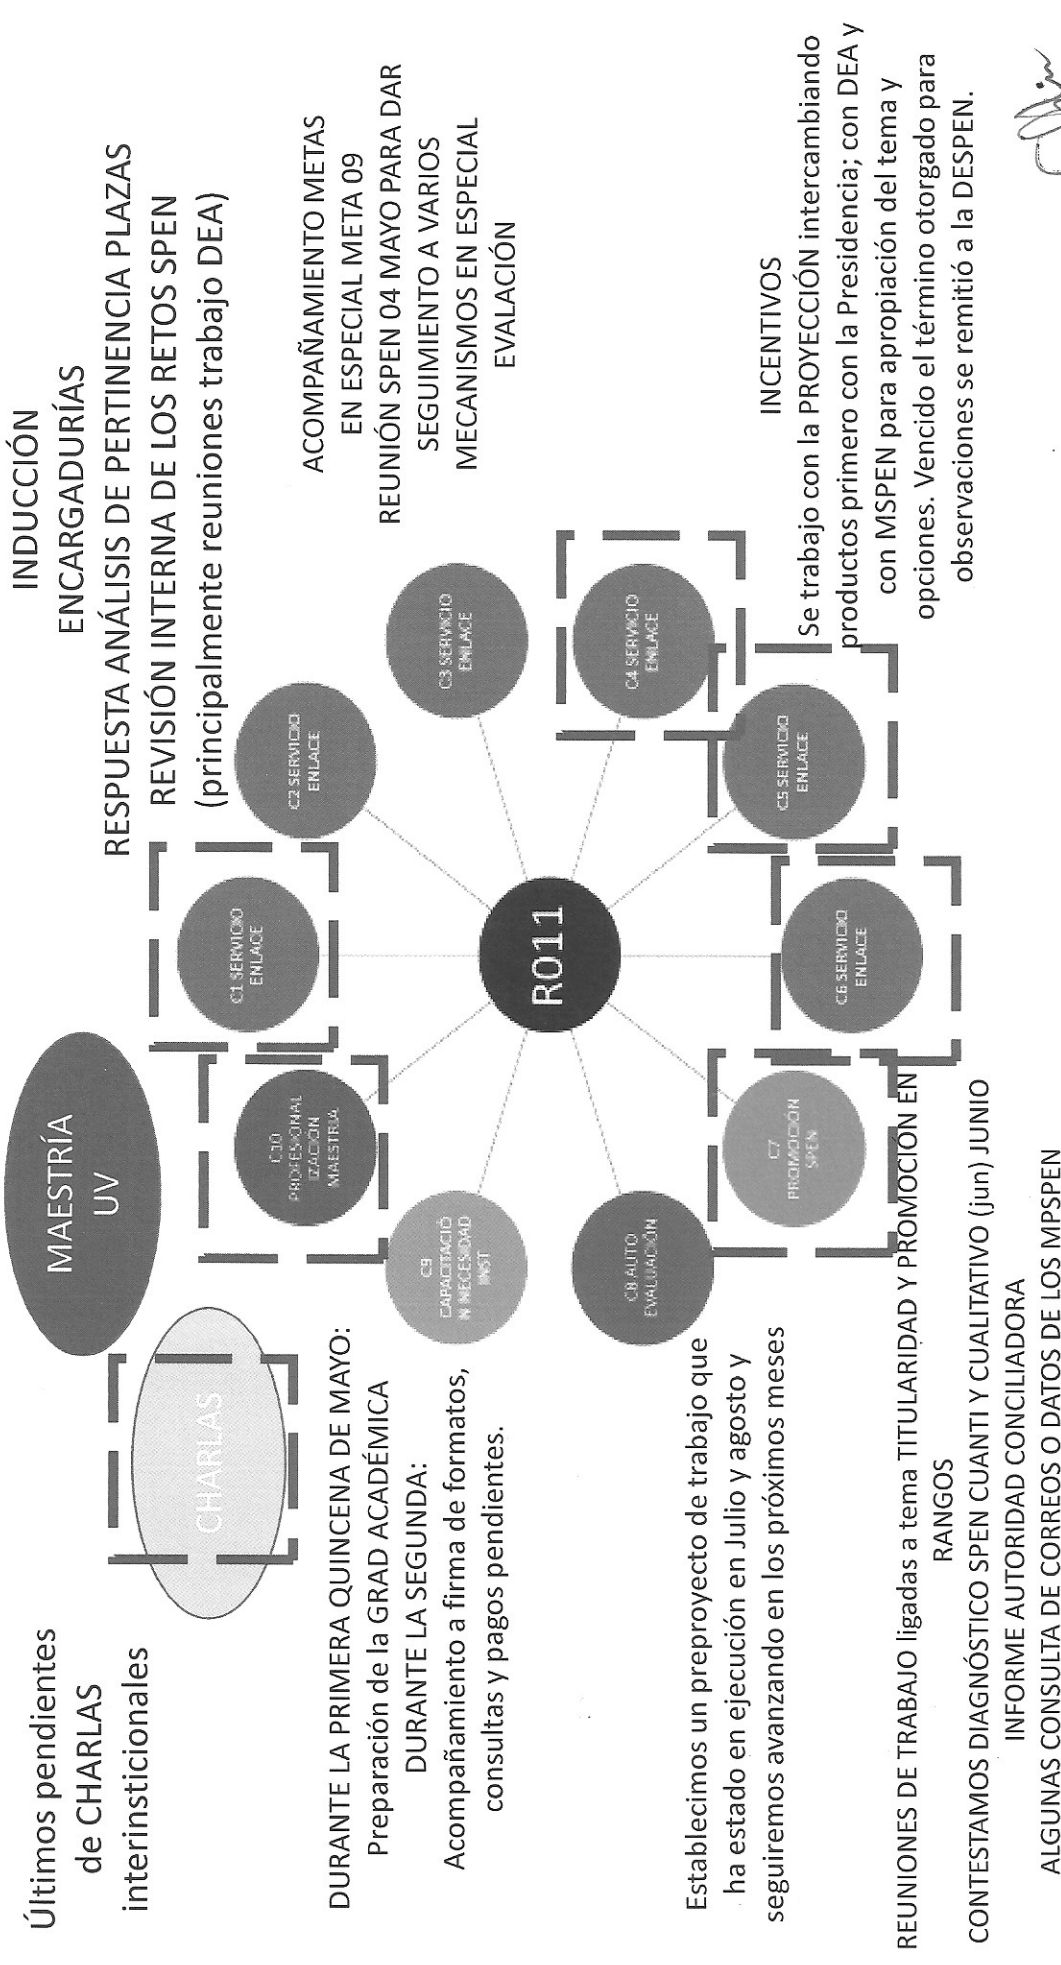 Últimos pendientes
de CHARLAS
interinsticionales
CHARLAS
MAESTRÍA
UV
INDUCCIÓN
ENCARGADURÍAS
RESPUESTA ANÁLISIS DE PERTINENCIA PLAZAS
REVISIÓN INTERNA DE LOS RETOS SPEN
(principalmente reuniones trabajo DEA)
C1 SERVICIO
ENLACE
C2 SERVICIO
ENLACE
C3 SERVICIO
ENLACE
C4 SERVICIO
ENLACE
C5 SERVICIO
ENLACE
C6 SERVICIO
ENLACE
C7
PROMOCIÓN
SPEN
C8 AUTO
EVALUACIÓN
C9
CAPACITACIÓ
N NECESIDAD
INST
C10
PROFESIONAL
IZACIÓN
MAESTRIA
R011
ACOMPAÑAMIENTO METAS
EN ESPECIAL META 09
REUNIÓN SPEN 04 MAYO PARA DAR
SEGUIMIENTO A VARIOS
MECANISMOS EN ESPECIAL
EVALACIÓN
DURANTE LA PRIMERA QUINCENA DE MAYO:
Preparación de la GRAD ACADÉMICA
DURANTE LA SEGUNDA:
Acompañamiento a firma de formatos,
consultas y pagos pendientes.
Establecimos un preproyecto de trabajo que
ha estado en ejecución en Julio y agosto y
seguiremos avanzando en los próximos meses
INCENTIVOS
Se trabajo con la PROYECCIÓN intercambiando
productos primero con la Presidencia; con DEA y
con MSPEN para apropiación del tema y
opciones. Vencido el término otorgado para
observaciones se remitió a la DESPEN.
REUNIONES DE TRABAJO ligadas a tema TITULARIDAD Y PROMOCIÓN EN
RANGOS
CONTESTAMOS DIAGNÓSTICO SPEN CUANTI Y CUALITATIVO (jun) JUNIO
INFORME AUTORIDAD CONCILIADORA
ALGUNAS CONSULTA DE CORREOS O DATOS DE LOS MPSPEN